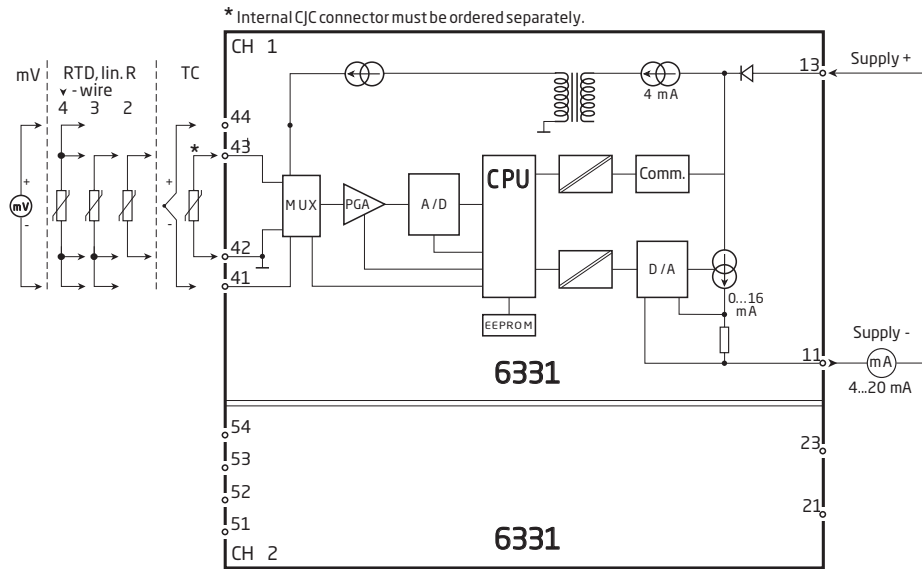 * Internal CJC connector must be ordered separately.
CH 1
mV
RTD, lin. R
- wire
4 3 2
TC
44
43
*
42
41
+
mV
-
+
-
MUX
PGA
A/D
CPU
EEPROM
Comm.
D/A
4 mA
0...16
mA
13
Supply +
11
Supply -
mA
4...20 mA
6331
54
53
52
51
23
21
CH 2
6331